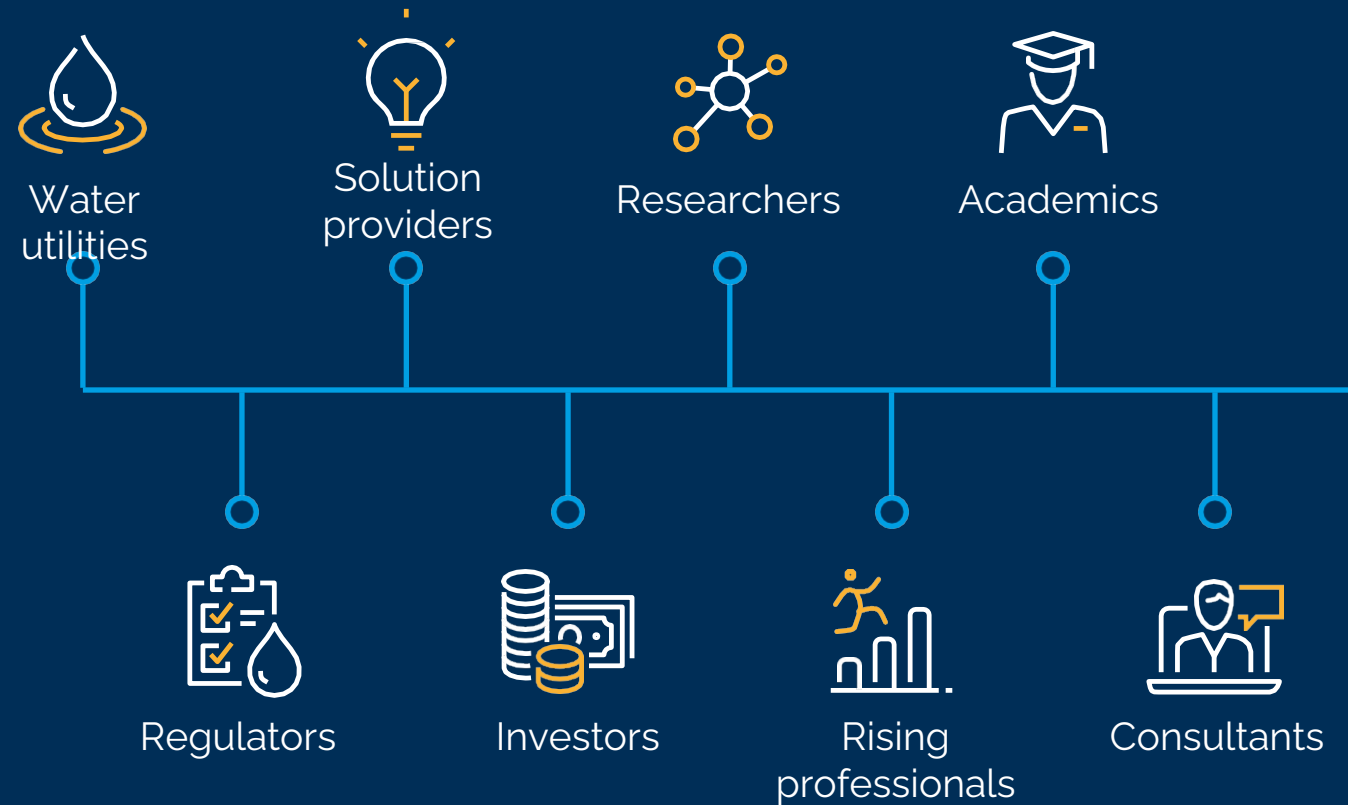 Water
utilities
Solution
providers
Researchers
Academics
Regulators
Investors
Rising
professionals
Consultants